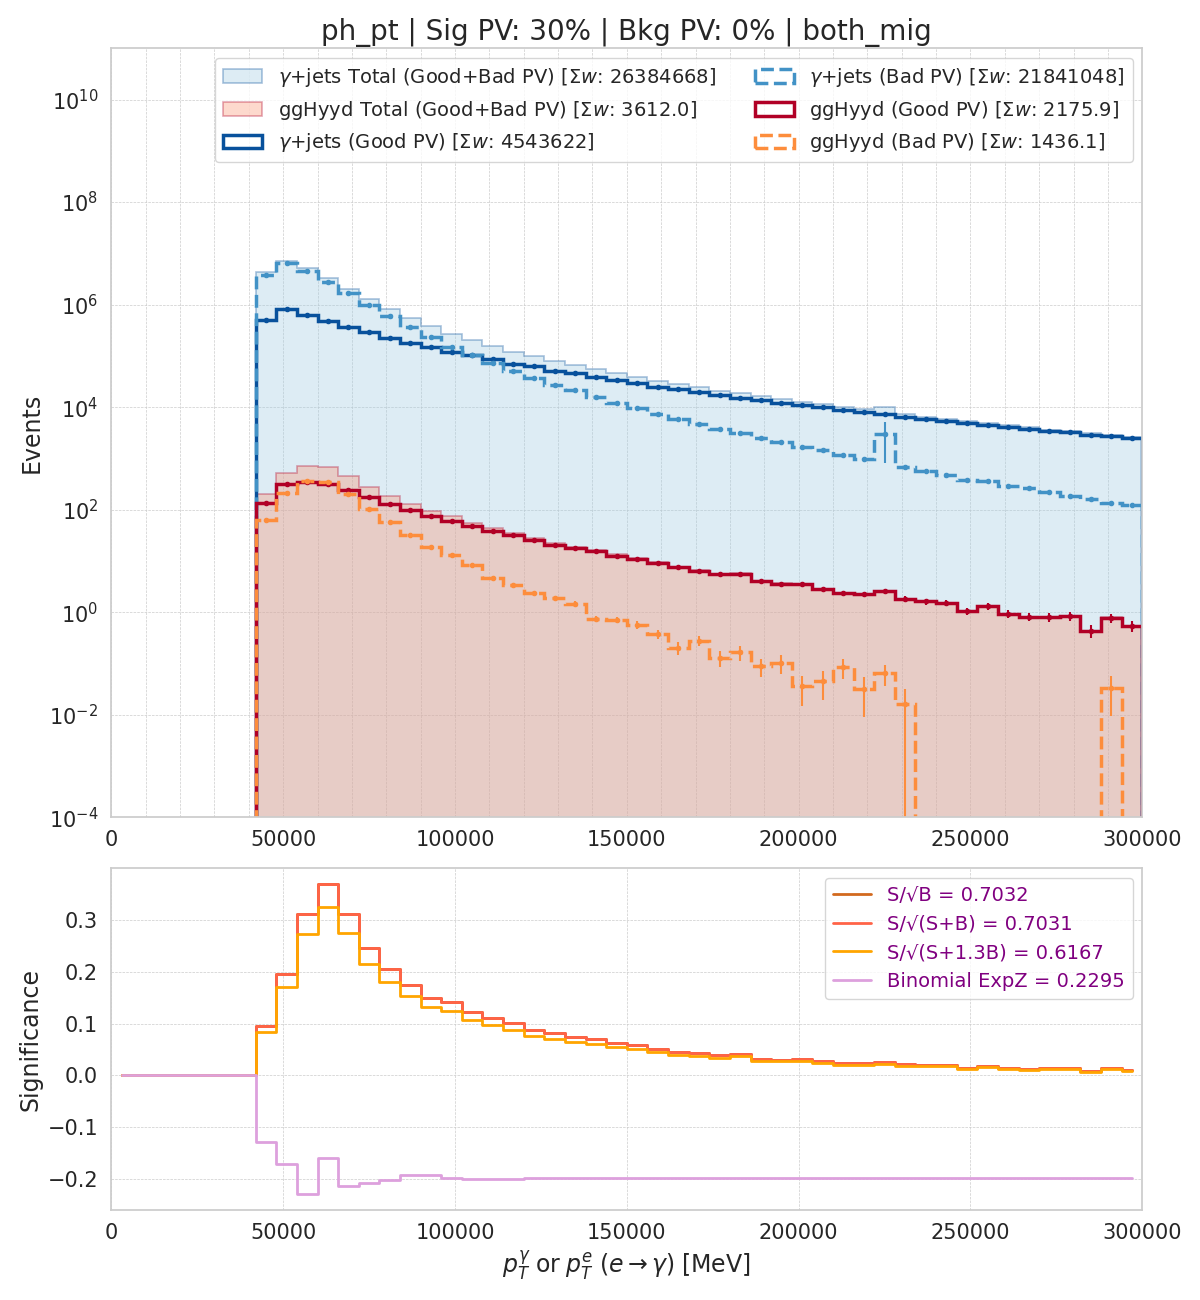 ph_pt | Sig PV: 30% | Bkg PV: 0% | both_mig
γ+jets Total (Good+Bad PV) [Σw: 26384668]
ggHyyd Total (Good+Bad PV) [Σw: 3612.0]
γ+jets (Good PV) [Σw: 4543622]
γ+jets (Bad PV) [Σw: 21841048]
ggHyyd (Good PV) [Σw: 2175.9]
ggHyyd (Bad PV) [Σw: 1436.1]
Events
10^10
10^8
10^6
10^4
10^2
10^0
10^−2
10^−4
0 50000 100000 150000 200000 250000 300000
S/√B = 0.7032
S/√(S+B) = 0.7031
S/√(S+1.3B) = 0.6167
Binomial ExpZ = 0.2295
Significance
0.3
0.2
0.1
0.0
−0.1
−0.2
0 50000 100000 150000 200000 250000 300000
p_T^γ or p_T^e (e→γ) [MeV]